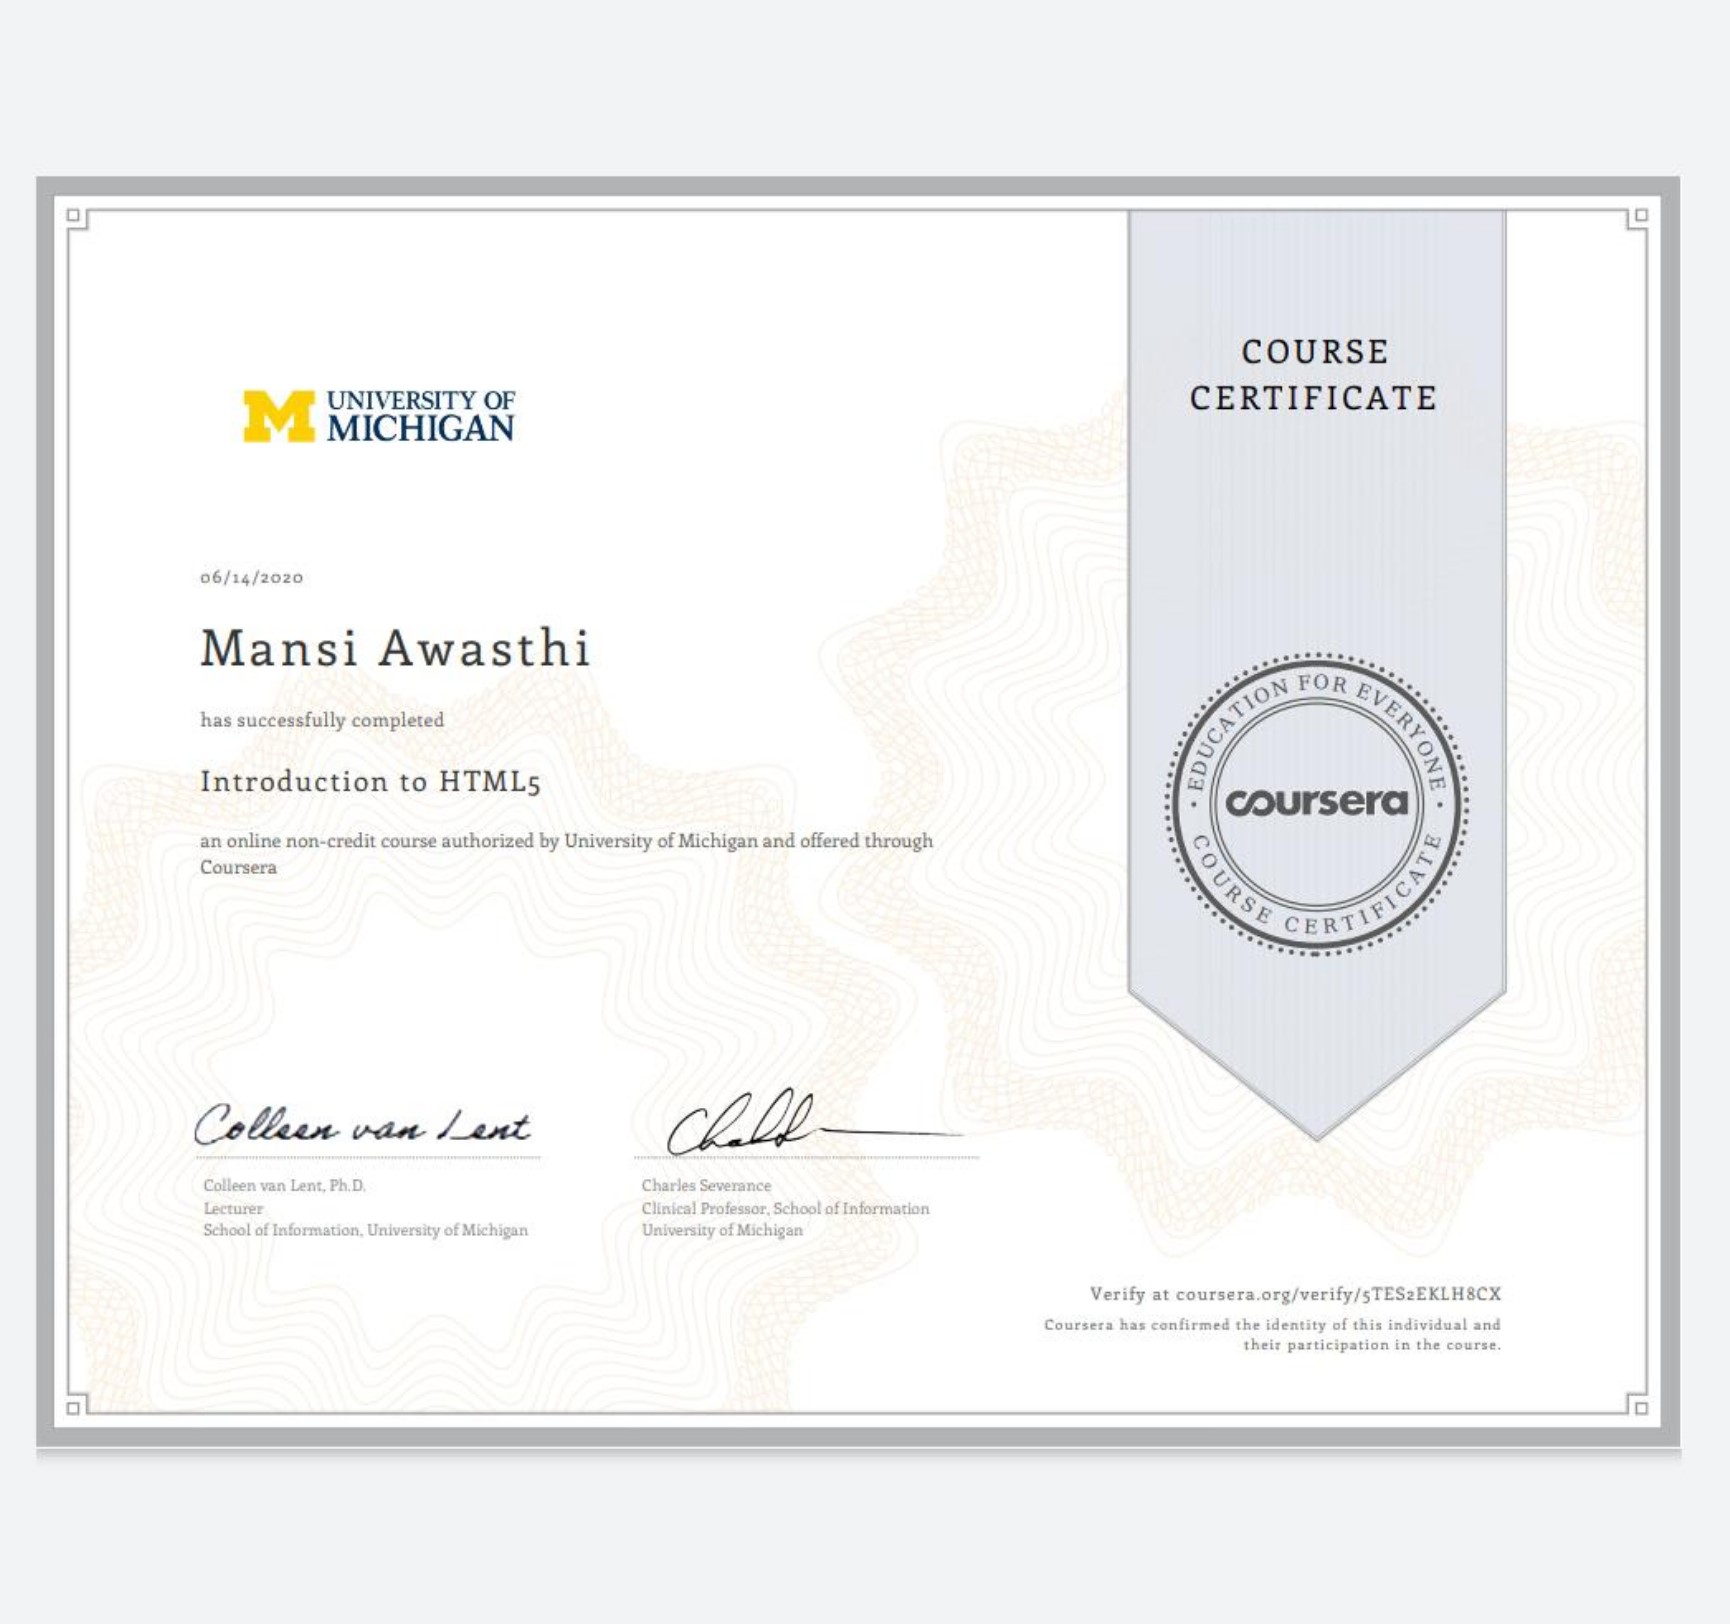 UNIVERSITY OF
MICHIGAN
COURSE
CERTIFICATE
06/14/2020
Mansi Awasthi
has successfully completed
Introduction to HTML5
an online non-credit course authorized by University of Michigan and offered through
Coursera
EDUCATION FOR EVERYONE
coursera
COURSE CERTIFICATE
Colleen van Lent
Colleen van Lent, Ph.D.
Lecturer
School of Information, University of Michigan
Charles Severance
Clinical Professor, School of Information
University of Michigan
Verify at coursera.org/verify/5TES2EKLH8CX
Coursera has confirmed the identity of this individual and
their participation in the course.